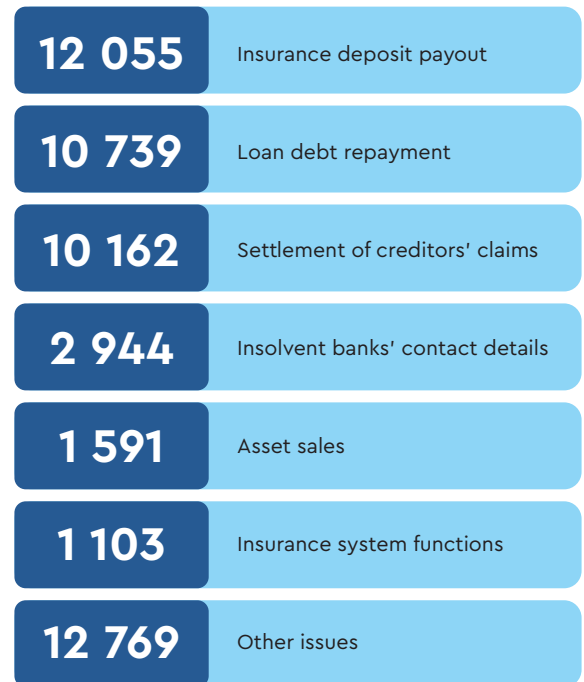 12 055 Insurance deposit payout
10 739 Loan debt repayment
10 162 Settlement of creditors' claims
2 944 Insolvent banks' contact details
1 591 Asset sales
1 103 Insurance system functions
12 769 Other issues